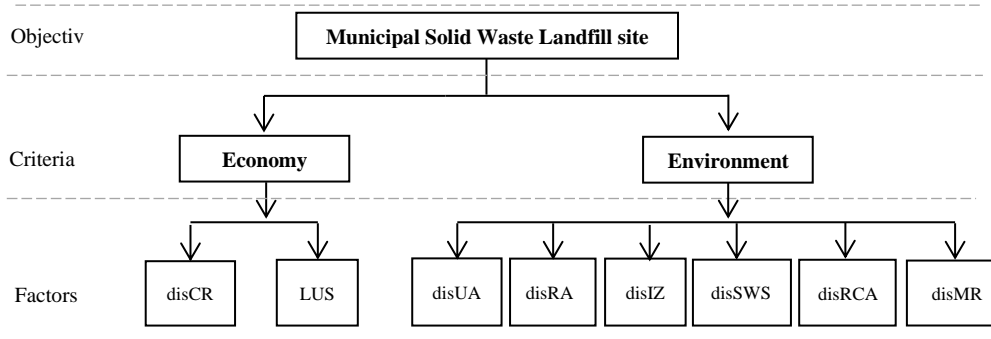 Objectiv
Municipal Solid Waste Landfill site
Criteria
Economy
Environment
Factors
disCR
LUS
disUA
disRA
disIZ
disSWS
disRCA
disMR